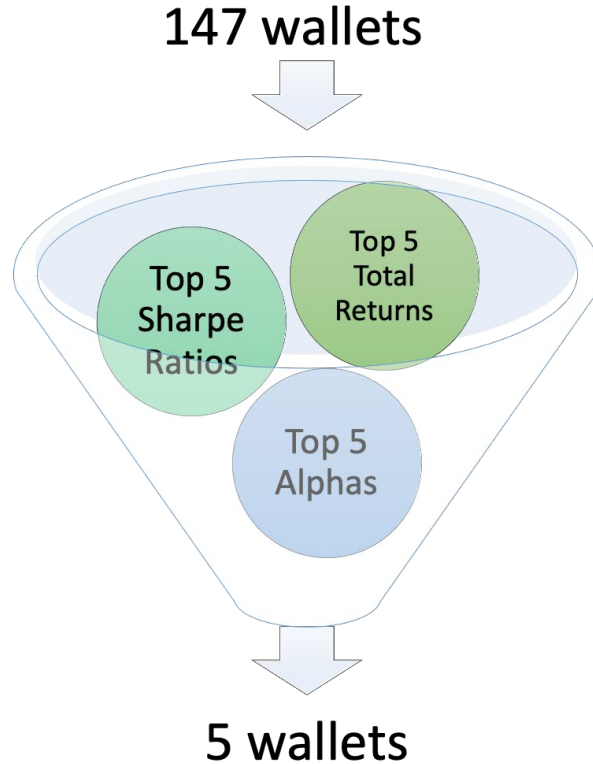 147 wallets
Top 5
Sharpe
Ratios
Top 5
Total
Returns
Top 5
Alphas
5 wallets